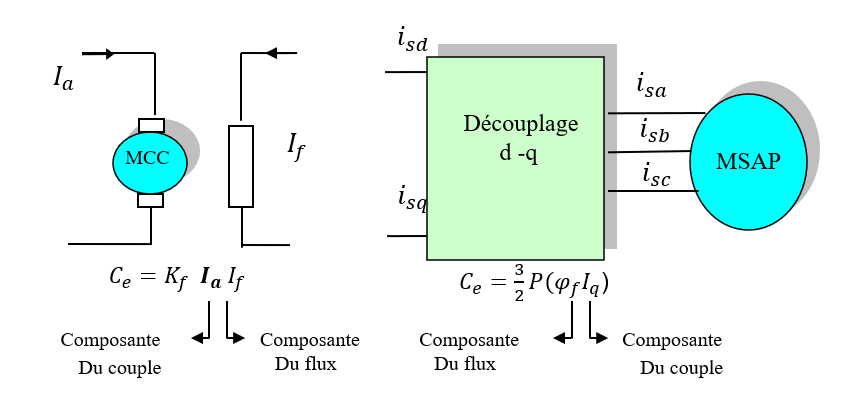 I_a
MCC
I_f
C_e = K_f I_a I_f
Composante
Du couple
Composante
Du flux
i_sd
i_sq
Découplage
d -q
i_sa
i_sb
i_sc
MSAP
C_e = 3/2 P(φ_f I_q)
Composante
Du flux
Composante
Du couple